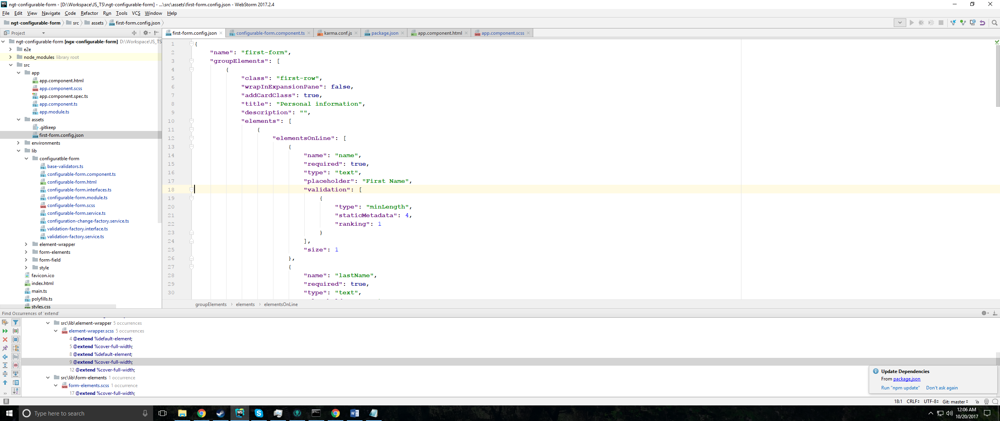 ngt-configurable-form - [D:\Workspace\JS_TS\ngt-configurable-form] - ...\src\assets\first-form.config.json - WebStorm 2017.2.4
File Edit View Navigate Code Refactor Run Tools VCS Window Help
ngt-configurable-form src assets first-form.config.json
Project
first-form.config.json configurable-form.component.ts karma.conf.js package.json app.component.html app.component.scss
ngt-configurable-form [ngx-configurable-form] D:\Workspace\JS_TS
e2e
node_modules library root
src
app
app.component.html
app.component.scss
app.component.spec.ts
app.component.ts
app.module.ts
assets
.gitkeep
first-form.config.json
environments
lib
configuratble-form
base-validators.ts
configurable-form.component.ts
configurable-form.html
configurable-form.interfaces.ts
configurable-form.module.ts
configurable-form.scss
configurable-form.service.ts
configuration-change-factory.service.ts
validation-factory.interface.ts
validation-factory.service.ts
element-wrapper
form-elements
form-field
style
favicon.ico
index.html
main.ts
polyfills.ts
styles.css
1 {
2 "name": "first-form",
3 "groupElements": [
4 {
5 "class": "first-row",
6 "wrapInExpansionPane": false,
7 "addCardClass": true,
8 "title": "Personal information",
9 "description": "",
10 "elements": [
11 {
12 "elementsOnLine": [
13 {
14 "name": "name",
15 "required": true,
16 "type": "text",
17 "placeholder": "First Name",
18 "validation": [
19 {
20 "type": "minLength",
21 "staticMetadata": 4,
22 "ranking": 1
23 }
24 ],
25 "size": 1
26 },
27 {
28 "name": "lastName",
29 "required": true,
30 "type": "text",
groupElements elements elementsOnLine
Find Occurrences of 'extend'
src\lib\element-wrapper 5 occurrences
element-wrapper.scss 5 occurrences
4 @extend %default-element;
5 @extend %cover-full-width;
8 @extend %default-element;
9 @extend %cover-full-width;
12 @extend %cover-full-width;
src\lib\form-elements 1 occurrence
form-elements.scss 1 occurrence
17 @extend %cover-full-width;
Update Dependencies
From package.json
Run "npm update" Don't ask again
18:1 CRLF UTF-8 Git: master
Type here to search
12:06 AM
10/20/2017